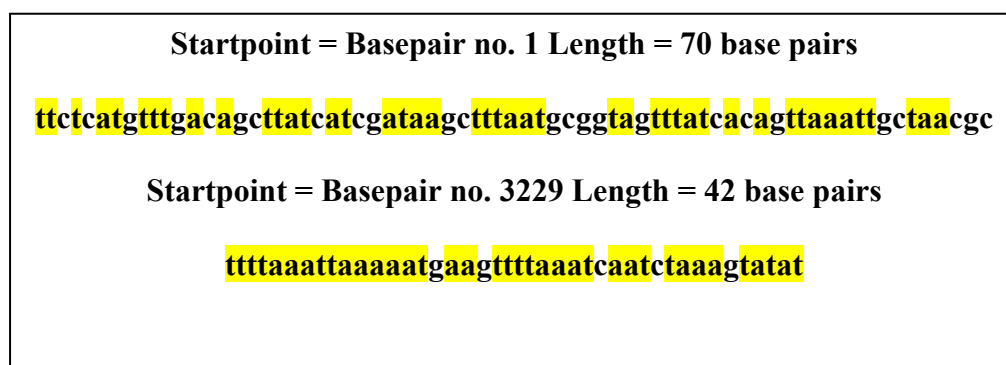 Startpoint = Basepair no. 1 Length = 70 base pairs
ttctcatgtttgacagcttatcatcgataagctttaatgcggtagtttatcacagttaaattgctaacgc
Startpoint = Basepair no. 3229 Length = 42 base pairs
ttttaaattaaaaatgaagttttaaatcaatctaaagtatat